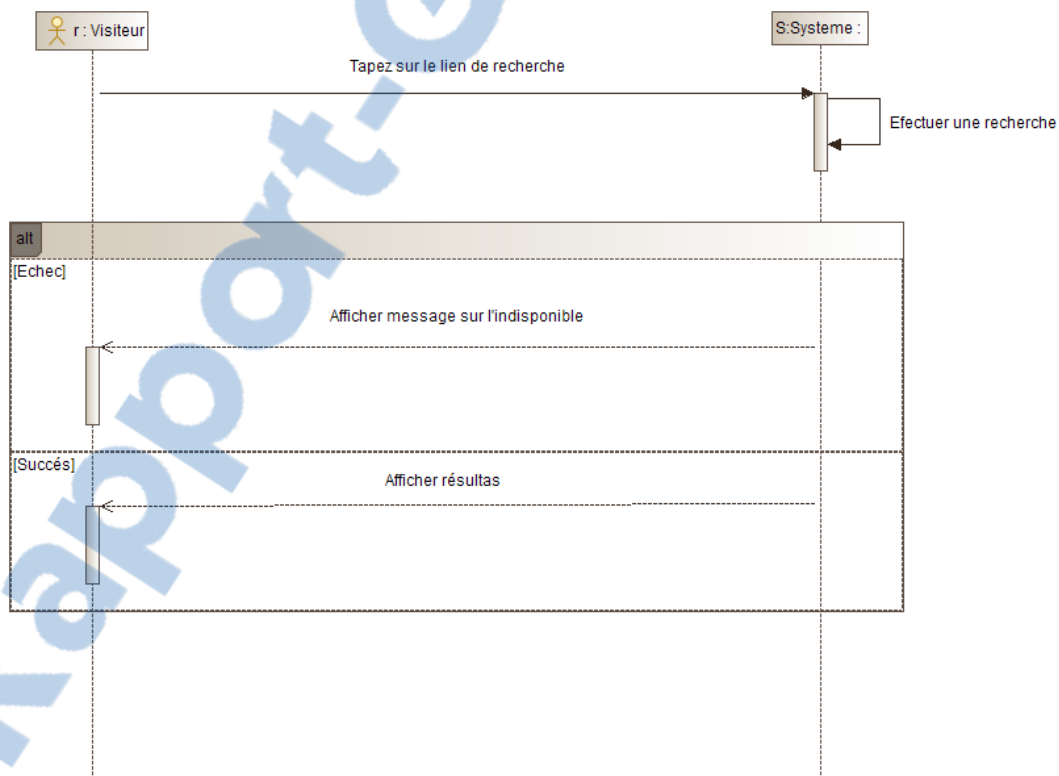 r : Visiteur
S:Systeme :
Tapez sur le lien de recherche
Efectuer une recherche
alt
[Echec]
Afficher message sur l'indisponible
[Succés]
Afficher résultas